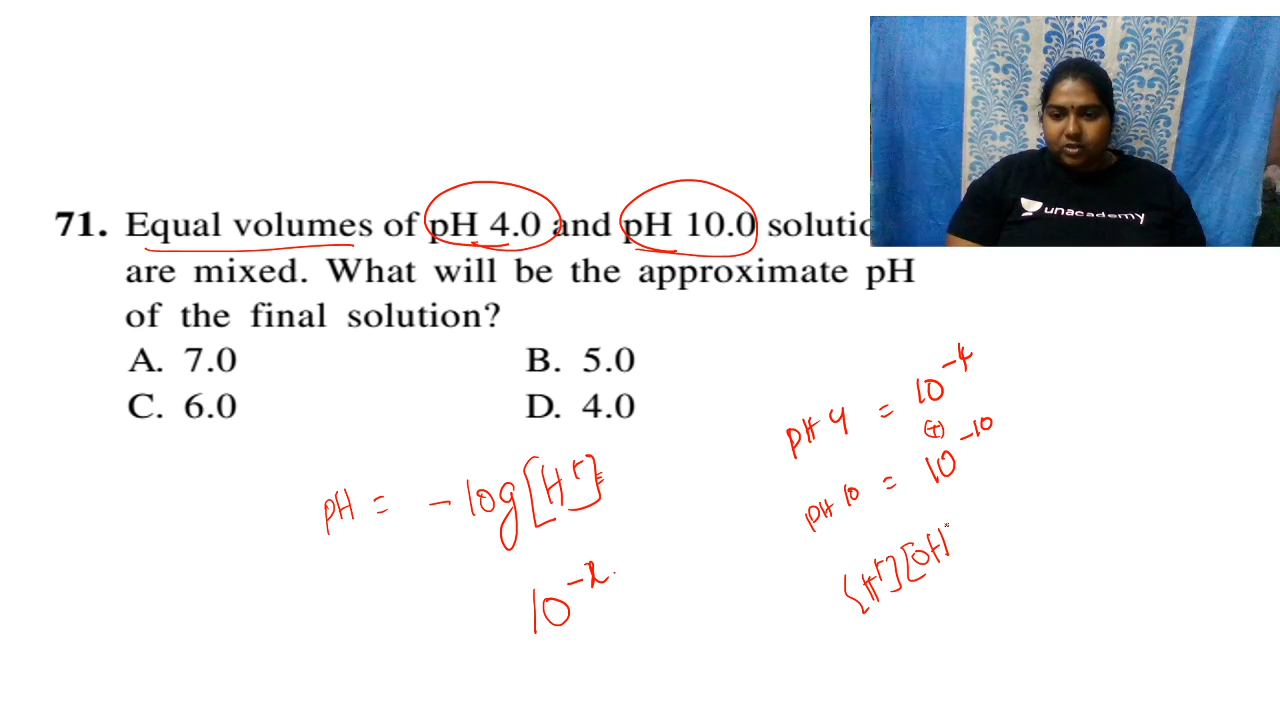 71. Equal volumes of pH 4.0 and pH 10.0
are mixed. What will be the approximate pH
of the final solution?
A. 7.0 B. 5.0
C. 6.0 D. 4.0
unacademy
pH 4 = 10⁻⁴
(+)
pH 10 = 10⁻¹⁰
pH = - log[H⁺]
[H⁺][OH]
10⁻ˣ